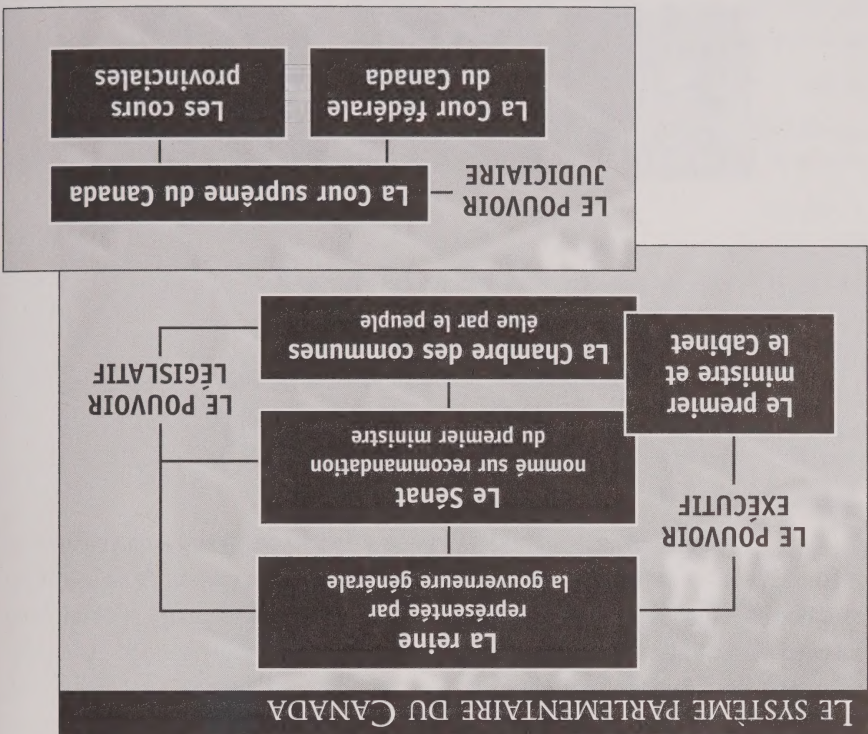 LE SYSTÈME PARLEMENTAIRE DU CANADA
La reine
représentée par
la gouverneure générale
LE POUVOIR
EXÉCUTIF
Le Sénat
nommé sur recommandation
du premier ministre
LE POUVOIR
LÉGISLATIF
Le premier
ministre et
le Cabinet
La Chambre des communes
élue par le peuple
LE POUVOIR
JUDICIAIRE
La Cour suprême du Canada
La Cour fédérale
du Canada
Les cours
provinciales